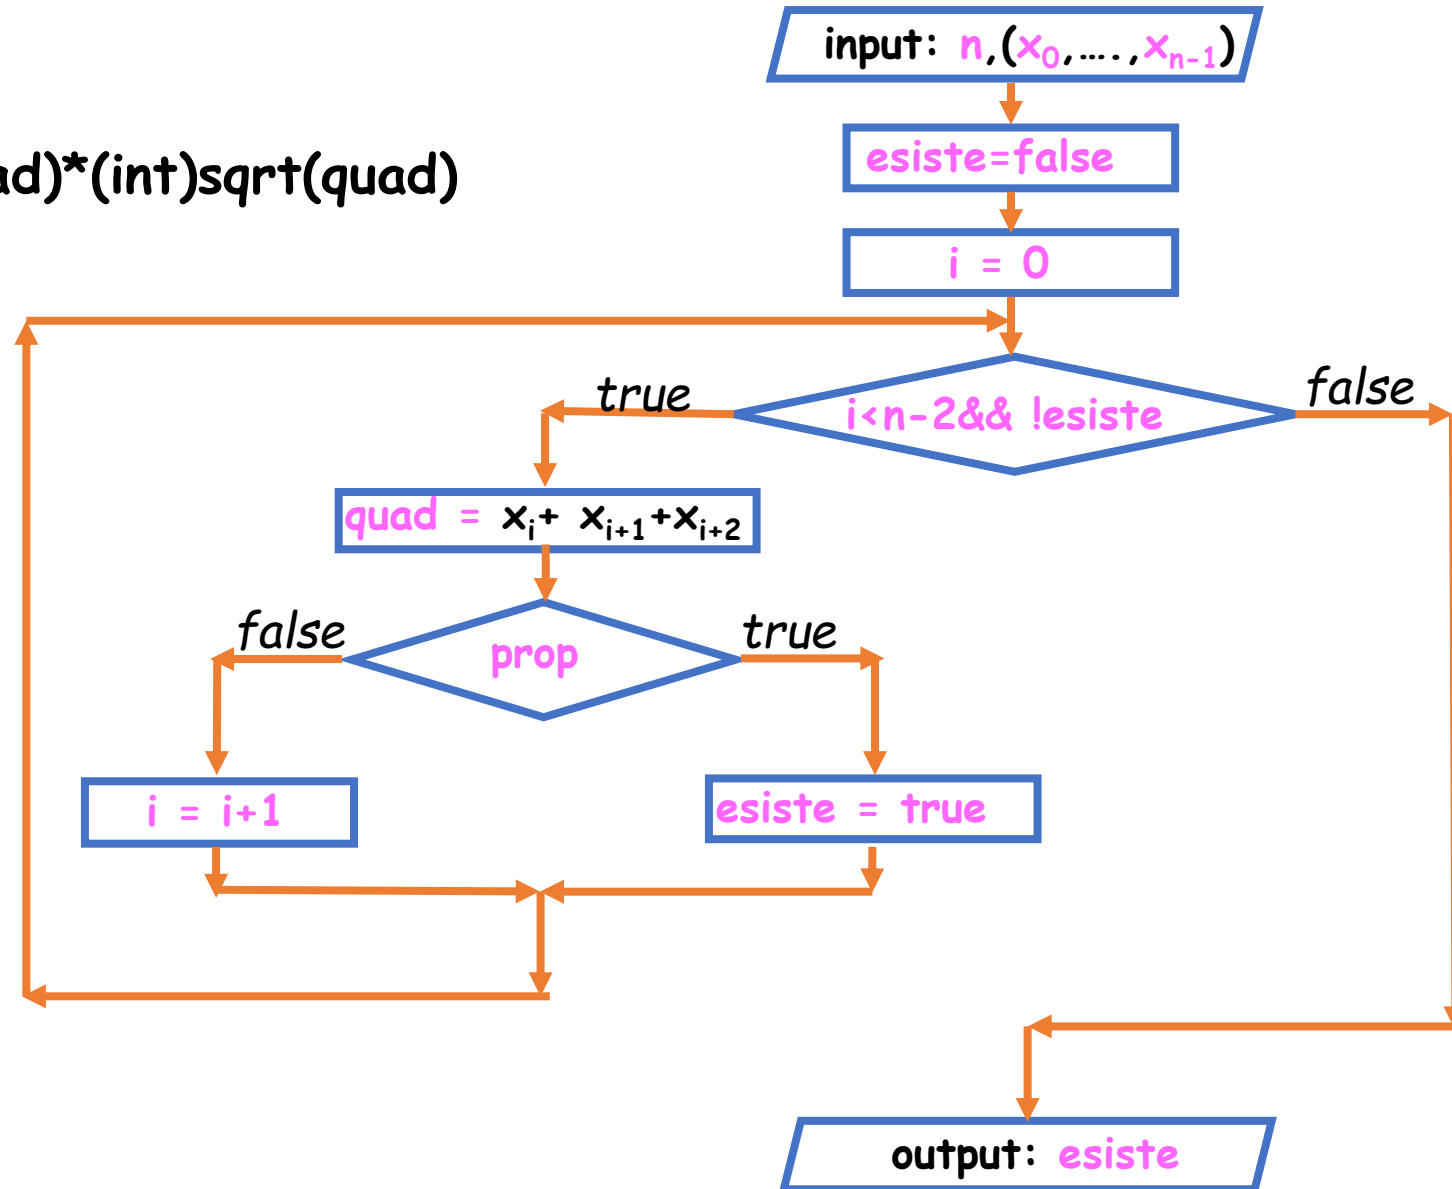 input: n,(x₀,....,xₙ₋₁)
esiste=false
ad)*(int)sqrt(quad)
i = 0
true
i<n-2&& !esiste
false
quad = xᵢ+ xᵢ₊₁+xᵢ₊₂
false
prop
true
i = i+1
esiste = true
output: esiste